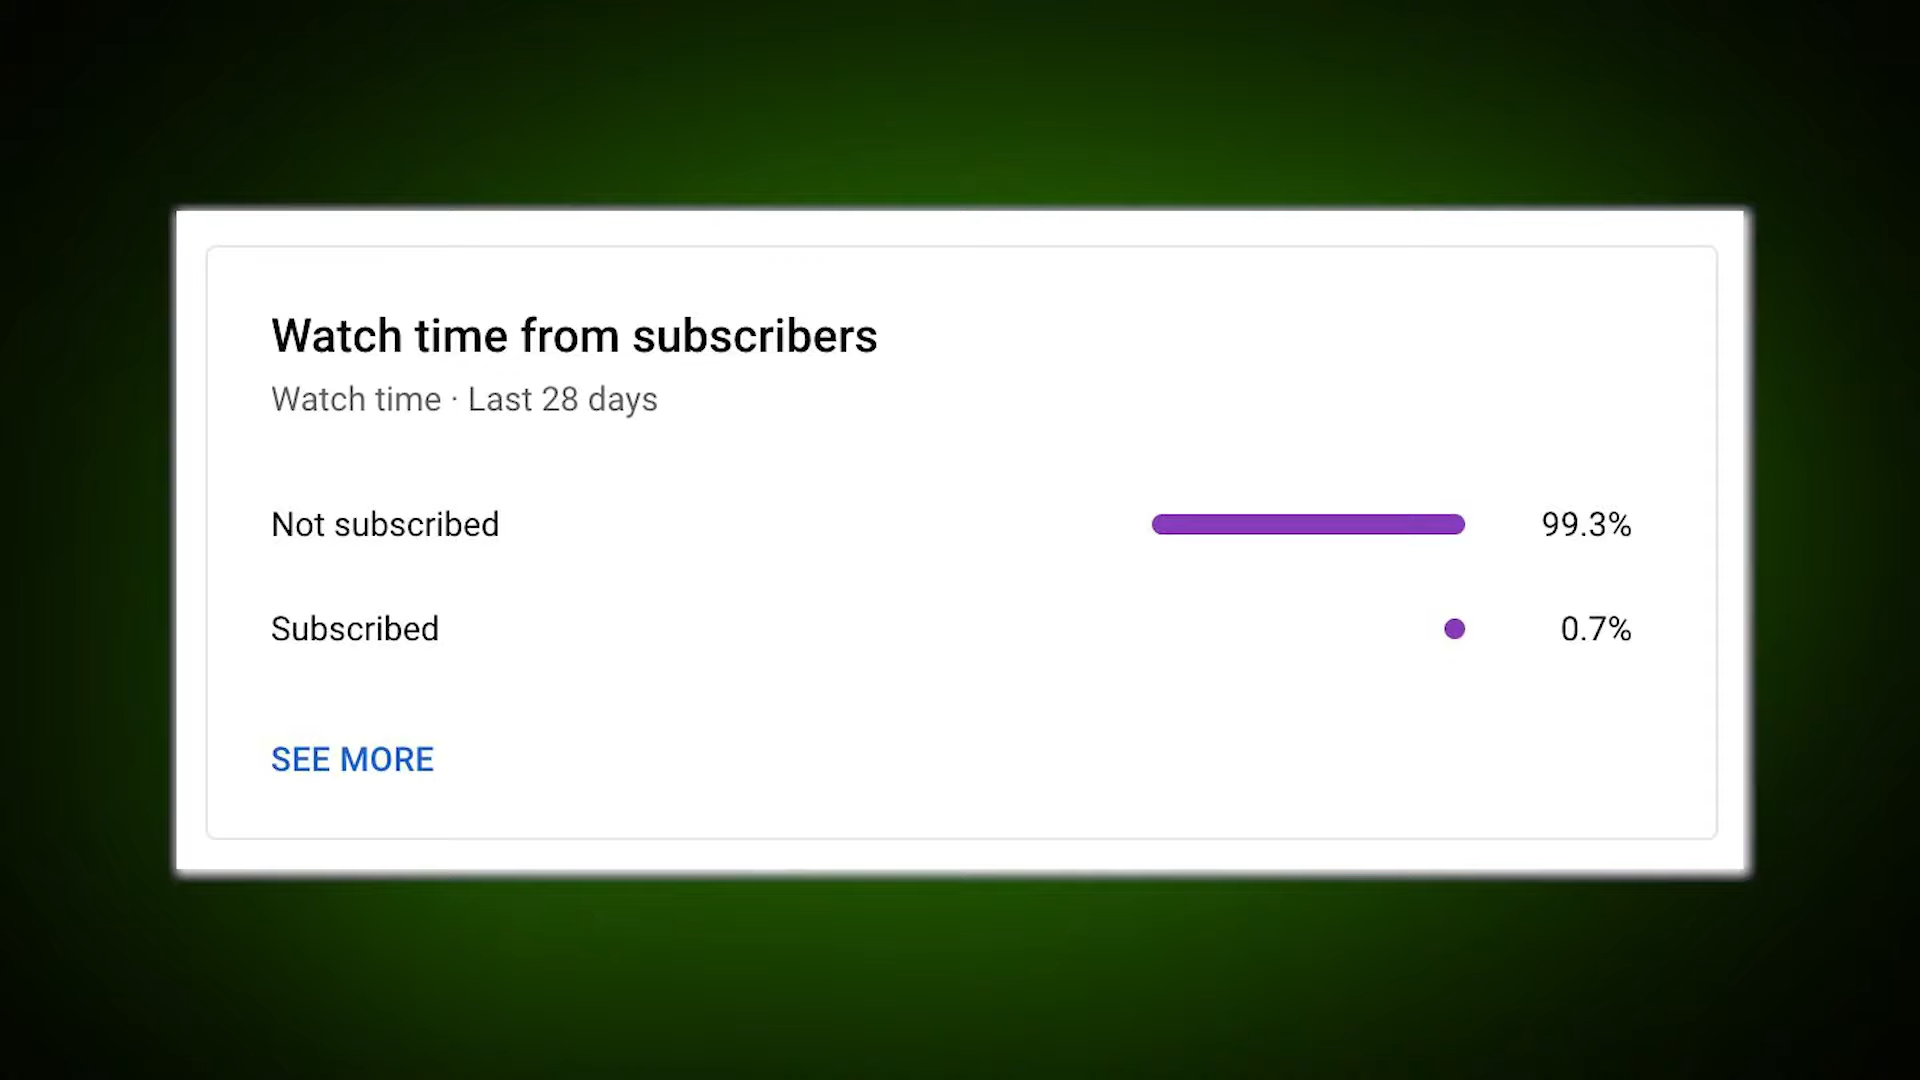 Watch time from subscribers
Watch time · Last 28 days
Not subscribed 99.3%
Subscribed 0.7%
SEE MORE